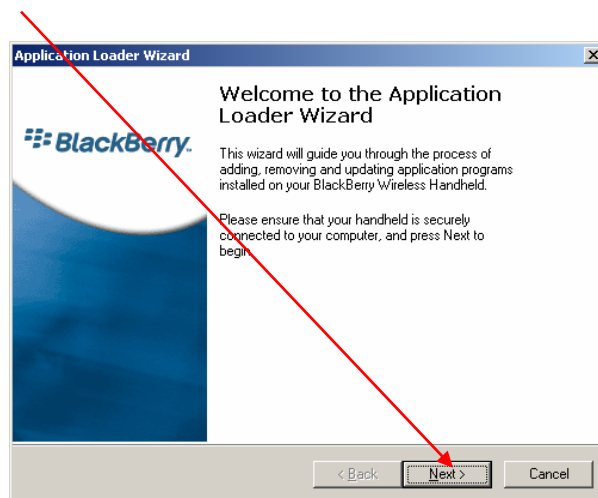 Application Loader Wizard
Welcome to the Application
Loader Wizard
BlackBerry.
This wizard will guide you through the process of
adding, removing and updating application programs
installed on your BlackBerry Wireless Handheld.
Please ensure that your handheld is securely
connected to your computer, and press Next to
begin.
< Back
Next >
Cancel